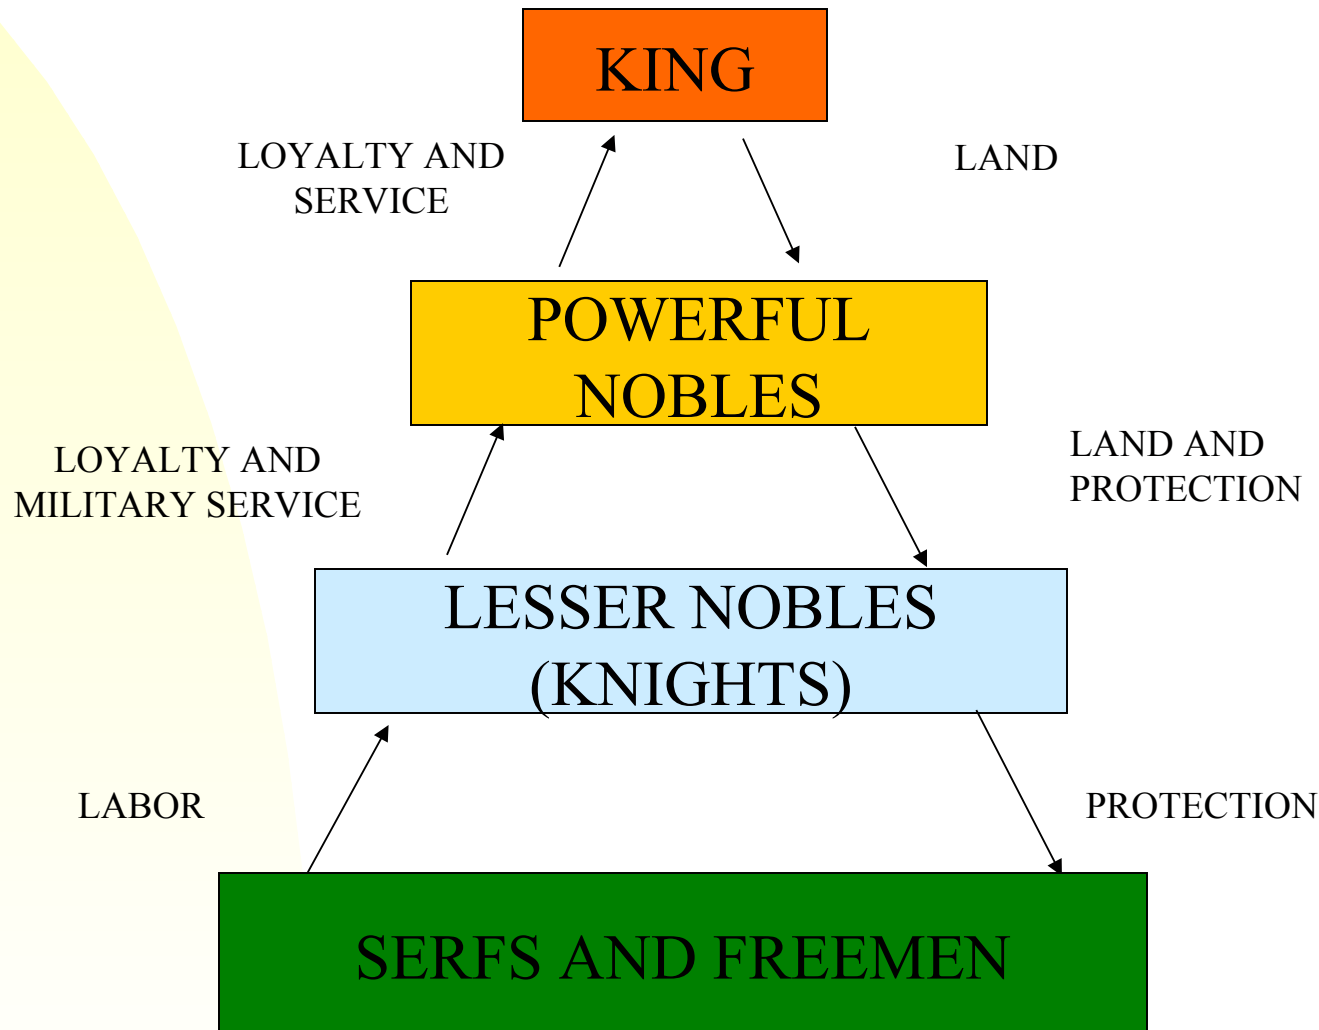 KING
LOYALTY AND
SERVICE
LAND
POWERFUL
NOBLES
LOYALTY AND
MILITARY SERVICE
LAND AND
PROTECTION
LESSER NOBLES
(KNIGHTS)
LABOR
PROTECTION
SERFS AND FREEMEN